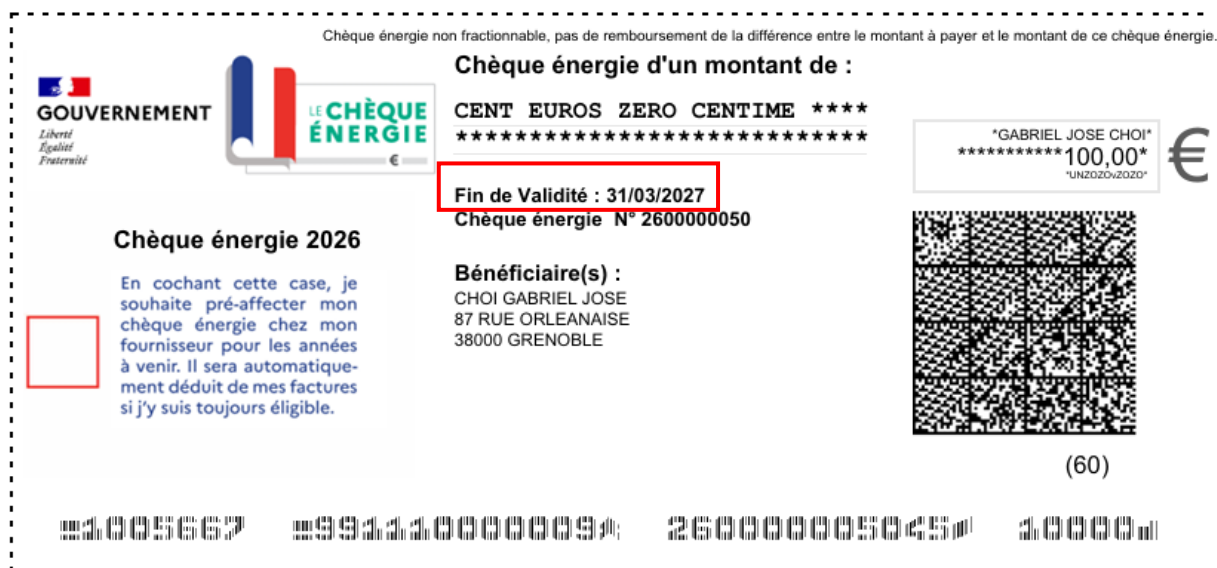 Chèque énergie non fractionnable, pas de remboursement de la différence entre le montant à payer et le montant de ce chèque énergie.
GOUVERNEMENT
Liberté
Égalité
Fraternité
LE CHÈQUE
ÉNERGIE
€
Chèque énergie d'un montant de :
CENT EUROS ZERO CENTIME ****
****************************
*GABRIEL JOSE CHOI*
***********100,00*
*UNZOZOvZOZO*
€
Fin de Validité : 31/03/2027
Chèque énergie N° 2600000050
Chèque énergie 2026
En cochant cette case, je
souhaite pré-affecter mon
chèque énergie chez mon
fournisseur pour les années
à venir. Il sera automatique-
ment déduit de mes factures
si j'y suis toujours éligible.
Bénéficiaire(s) :
CHOI GABRIEL JOSE
87 RUE ORLEANAISE
38000 GRENOBLE
(60)
1005667 991110000009 260000005045 10000